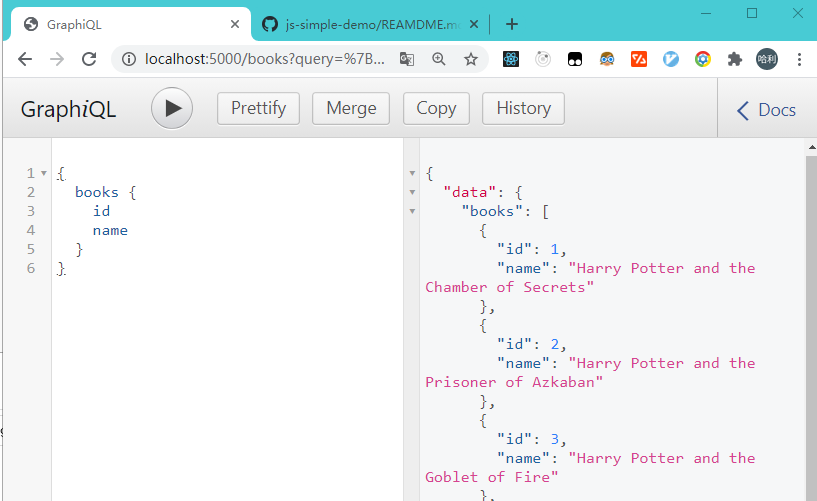 GraphiQL
js-simple-demo/REAMDME.m
localhost:5000/books?query=%7B...
哈利
GraphiQL
Prettify
Merge
Copy
History
Docs
1 {
2 books {
3 id
4 name
5 }
6 }
{
"data": {
"books": [
{
"id": 1,
"name": "Harry Potter and the
Chamber of Secrets"
},
{
"id": 2,
"name": "Harry Potter and the
Prisoner of Azkaban"
},
{
"id": 3,
"name": "Harry Potter and the
Goblet of Fire"
},